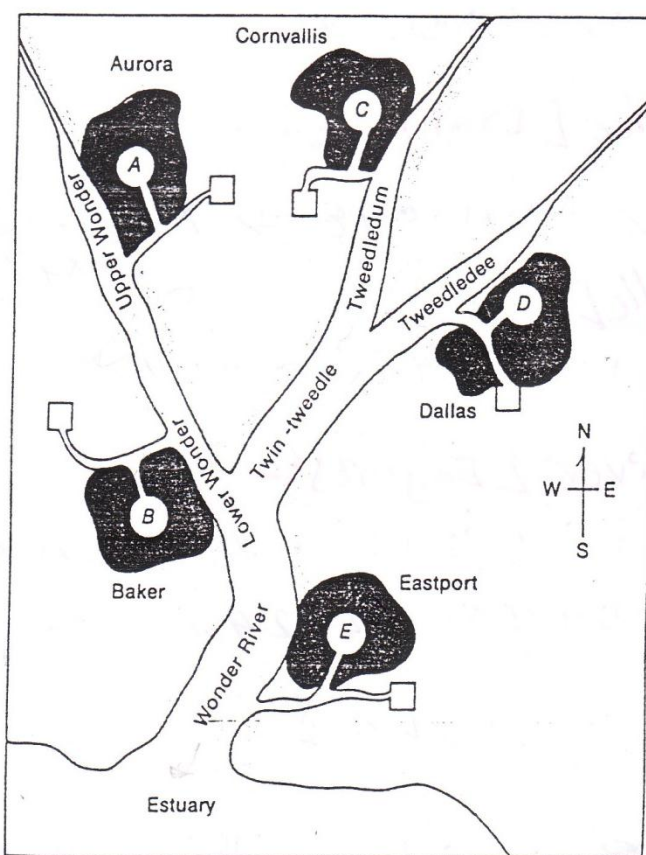 Cornvallis
Aurora
C
A
Upper Wonder
Tweedledum
Tweedledee
D
Dallas
Twin-tweedle
Lower Wonder
N
W E
S
B
Baker
Eastport
E
Wonder River
Estuary